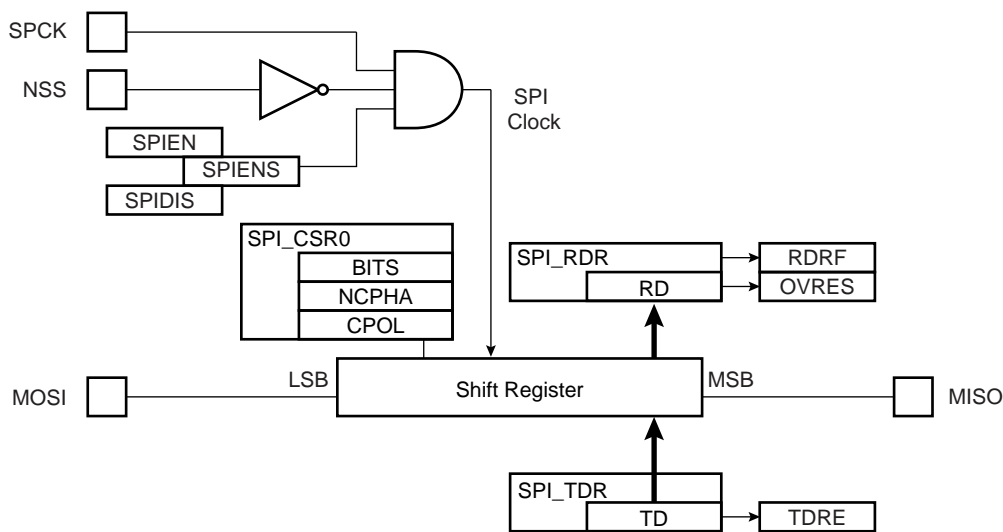 SPCK
NSS
SPI
Clock
SPIEN
SPIENS
SPIDIS
SPI_CSR0
BITS
NCPHA
CPOL
SPI_RDR
RD
RDRF
OVRES
MOSI
LSB
Shift Register
MSB
MISO
SPI_TDR
TD
TDRE